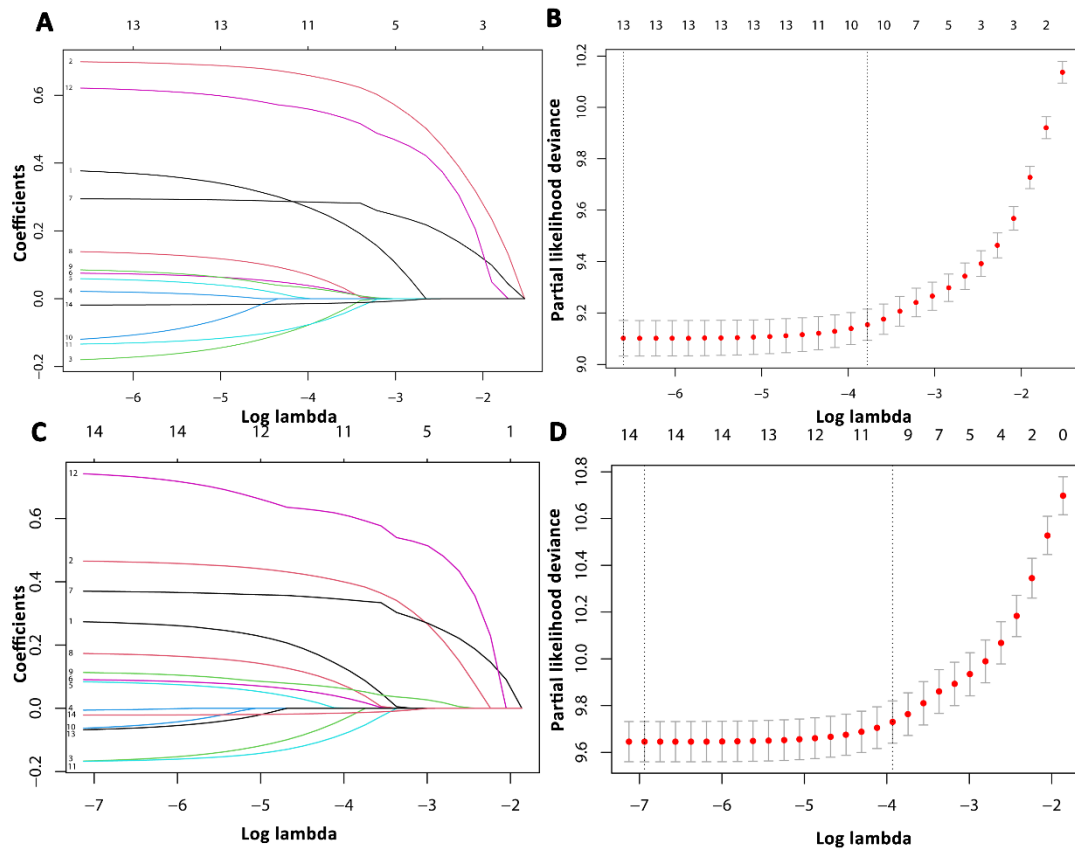 A
13 13 11 5 3
Coefficients
0.6
0.4
0.2
0.0
−0.2
2
12
1
7
8
9
6
5
4
14
10
11
3
−6 −5 −4 −3 −2
Log lambda
B
13 13 13 13 13 13 13 11 10 10 7 5 3 3 2
Partial likelihood deviance
10.2
10.0
9.8
9.6
9.4
9.2
9.0
−6 −5 −4 −3 −2
Log lambda
C
14 14 12 11 5 1
Coefficients
0.6
0.4
0.2
0.0
−0.2
12
2
7
1
8
9
6
5
4
14
10
13
3
11
−7 −6 −5 −4 −3 −2
Log lambda
D
14 14 14 13 12 11 9 7 5 4 2 0
Partial likelihood deviance
10.8
10.6
10.4
10.2
10.0
9.8
9.6
−7 −6 −5 −4 −3 −2
Log lambda